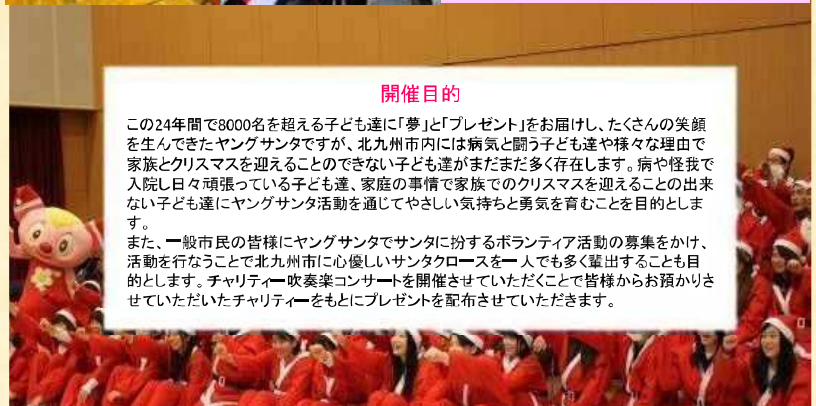 開催目的
この24年間で8000名を超える子ども達に「夢」と「プレゼント」をお届けし、たくさんの笑顔
を生んできたヤングサンタですが、北九州市内には病気と闘う子ども達や様々な理由で
家族とクリスマスを迎えることのできない子ども達がまだまだ多く存在します。病や怪我で
入院し日々頑張っている子ども達、家庭の事情で家族でのクリスマスを迎えることの出来
ない子ども達にヤングサンタ活動を通じてやさしい気持ちと勇気を育むことを目的としま
す。
また、一般市民の皆様にヤングサンタでサンタに扮するボランティア活動の募集をかけ、
活動を行なうことで北九州市に心優しいサンタクロースを一人でも多く輩出することも目
的とします。チャリティー吹奏楽コンサートを開催させていただくことで皆様からお預かりさ
せていただいたチャリティーをもとにプレゼントを配布させていただきます。